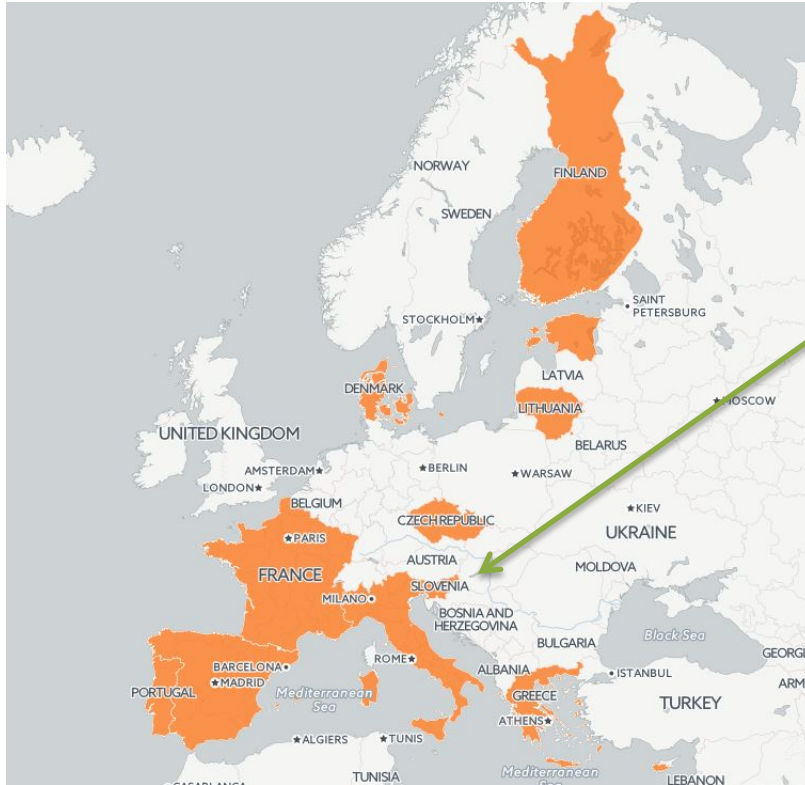 NORWAY
FINLAND
SWEDEN
SAINT
PETERSBURG
STOCKHOLM
LATVIA
DENMARK
LITHUANIA
MOSCOW
UNITED KINGDOM
BELARUS
AMSTERDAM
BERLIN
WARSAW
LONDON
BELGIUM
KIEV
CZECH REPUBLIC
UKRAINE
PARIS
AUSTRIA
MOLDOVA
FRANCE
SLOVENIA
MILANO
BOSNIA AND
HERZEGOVINA
Black Sea
BULGARIA
GEORGI
ROME
BARCELONA
ALBANIA
ISTANBUL
MADRID
ARM
PORTUGAL
Mediterranean
Sea
GREECE
TURKEY
ATHENS
ALGIERS
TUNIS
Mediterranean
TUNISIA
LEBANON